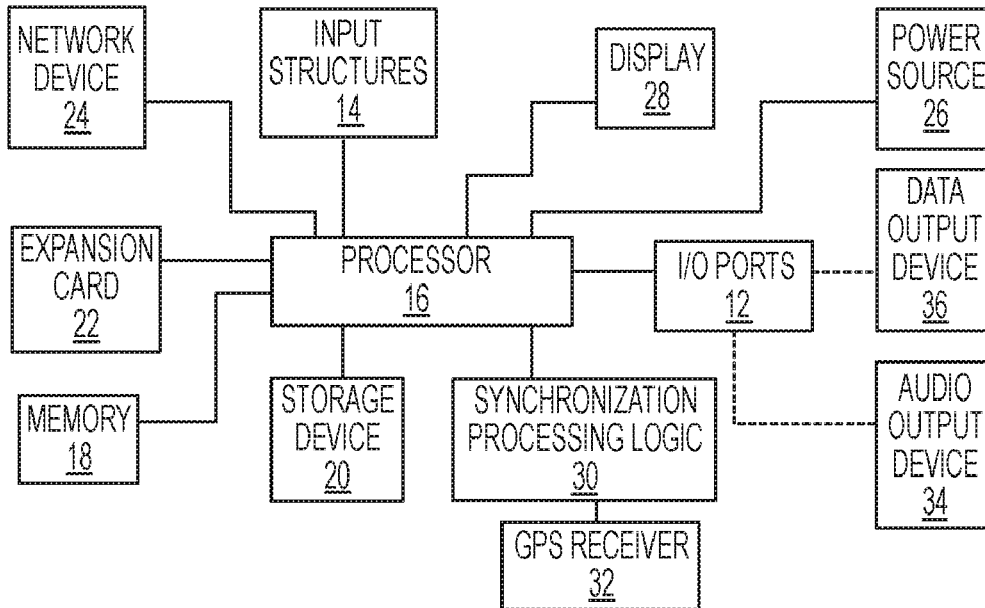 NETWORK
DEVICE
24
INPUT
STRUCTURES
14
DISPLAY
28
POWER
SOURCE
26
EXPANSION
CARD
22
PROCESSOR
16
I/O PORTS
12
DATA
OUTPUT
DEVICE
36
MEMORY
18
STORAGE
DEVICE
20
SYNCHRONIZATION
PROCESSING LOGIC
30
AUDIO
OUTPUT
DEVICE
34
GPS RECEIVER
32